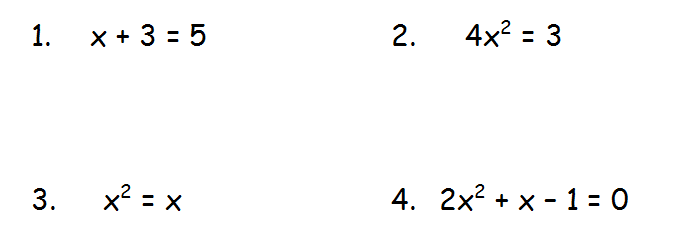 1. x + 3 = 5
2. 4x² = 3
3. x² = x
4. 2x² + x - 1 = 0